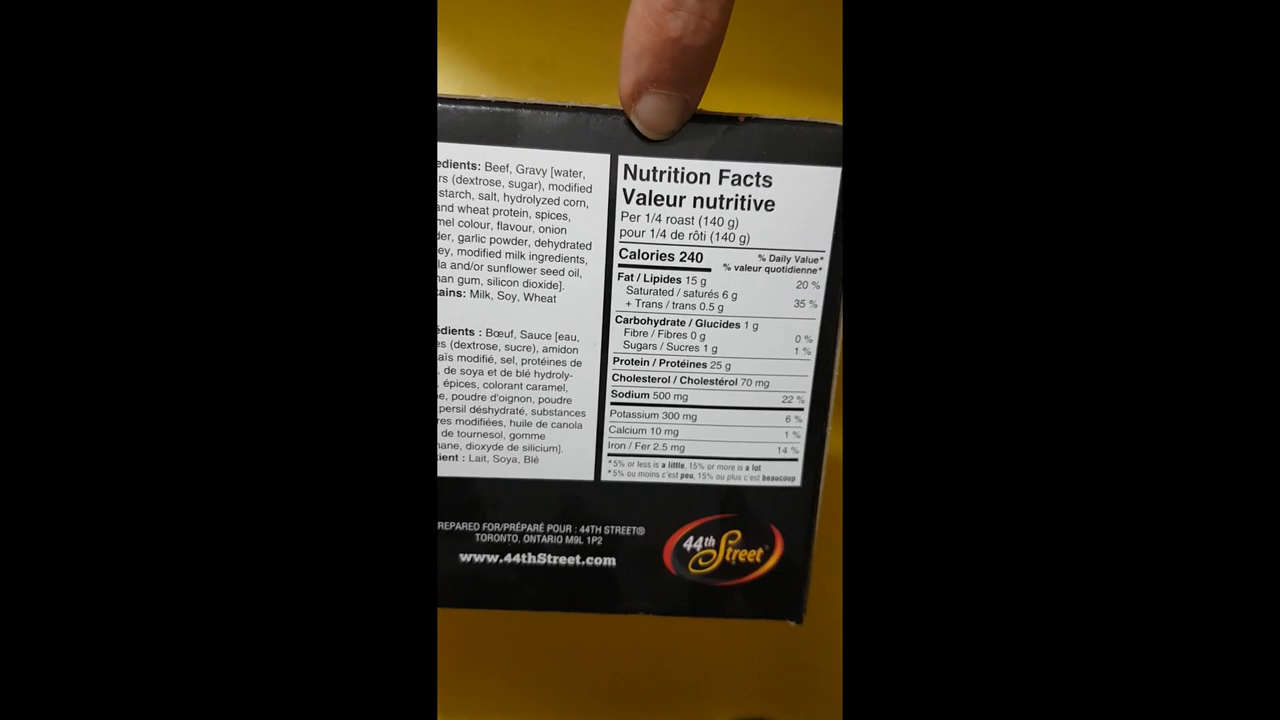 edients: Beef, Gravy [water,
rs (dextrose, sugar), modified
starch, salt, hydrolyzed corn,
and wheat protein, spices,
mel colour, flavour, onion
der, garlic powder, dehydrated
ey, modified milk ingredients,
la and/or sunflower seed oil,
han gum, silicon dioxide].
tains: Milk, Soy, Wheat
édients : Bœuf, Sauce [eau,
es (dextrose, sucre), amidon
aïs modifié, sel, protéines de
, de soya et de blé hydroly-
, épices, colorant caramel,
e, poudre d'oignon, poudre
persil déshydraté, substances
res modifiées, huile de canola
de tournesol, gomme
hane, dioxyde de silicium].
tient : Lait, Soya, Blé
Nutrition Facts
Valeur nutritive
Per 1/4 roast (140 g)
pour 1/4 de rôti (140 g)
Calories 240
% Daily Value*
% valeur quotidienne*
Fat / Lipides 15 g 20 %
Saturated / saturés 6 g
+ Trans / trans 0.5 g 35 %
Carbohydrate / Glucides 1 g
Fibre / Fibres 0 g 0 %
Sugars / Sucres 1 g 1 %
Protein / Protéines 25 g
Cholesterol / Cholestérol 70 mg
Sodium 500 mg 22 %
Potassium 300 mg 6 %
Calcium 10 mg 1 %
Iron / Fer 2.5 mg 14 %
*5% or less is a little, 15% or more is a lot
*5% ou moins c'est peu, 15% ou plus c'est beaucoup
REPARED FOR/PRÉPARÉ POUR : 44TH STREET®
TORONTO, ONTARIO M9L 1P2
www.44thStreet.com
44th Street